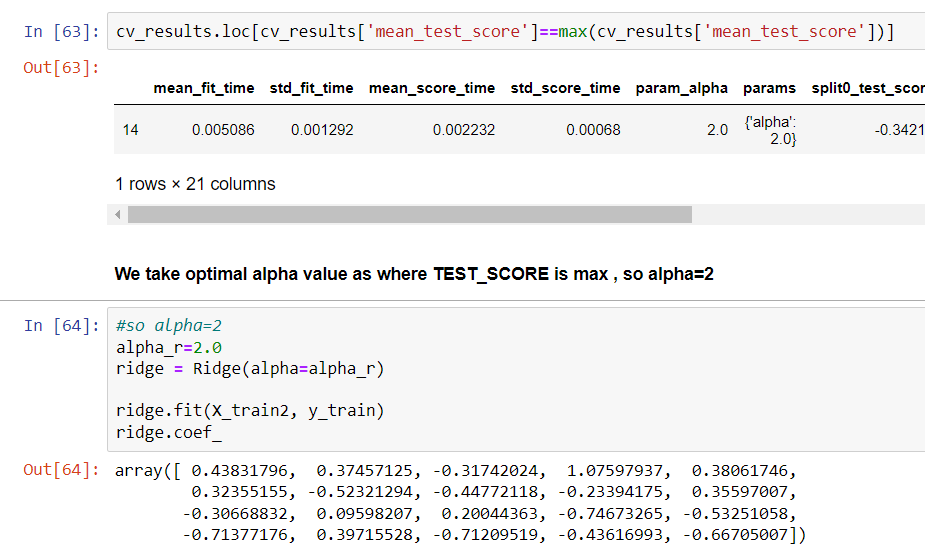 In [63]: cv_results.loc[cv_results['mean_test_score']==max(cv_results['mean_test_score'])]
Out[63]:
mean_fit_time std_fit_time mean_score_time std_score_time param_alpha params split0_test_scor
14 0.005086 0.001292 0.002232 0.00068 2.0 {'alpha': -0.3421
2.0}
1 rows × 21 columns
We take optimal alpha value as where TEST_SCORE is max , so alpha=2
In [64]: #so alpha=2
alpha_r=2.0
ridge = Ridge(alpha=alpha_r)
ridge.fit(X_train2, y_train)
ridge.coef_
Out[64]: array([ 0.43831796, 0.37457125, -0.31742024, 1.07597937, 0.38061746,
0.32355155, -0.52321294, -0.44772118, -0.23394175, 0.35597007,
-0.30668832, 0.09598207, 0.20044363, -0.74673265, -0.53251058,
-0.71377176, 0.39715528, -0.71209519, -0.43616993, -0.66705007])